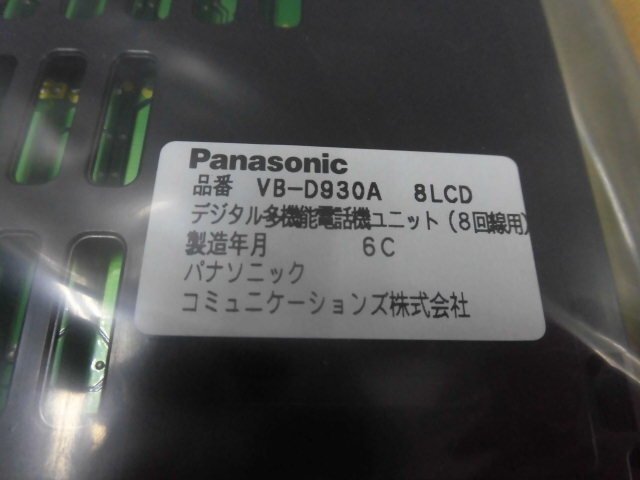 Panasonic
品番 VB-D930A 8LCD
デジタル多機能電話機ユニット(8回線用)
製造年月 6C
パナソニック
コミュニケーションズ株式会社